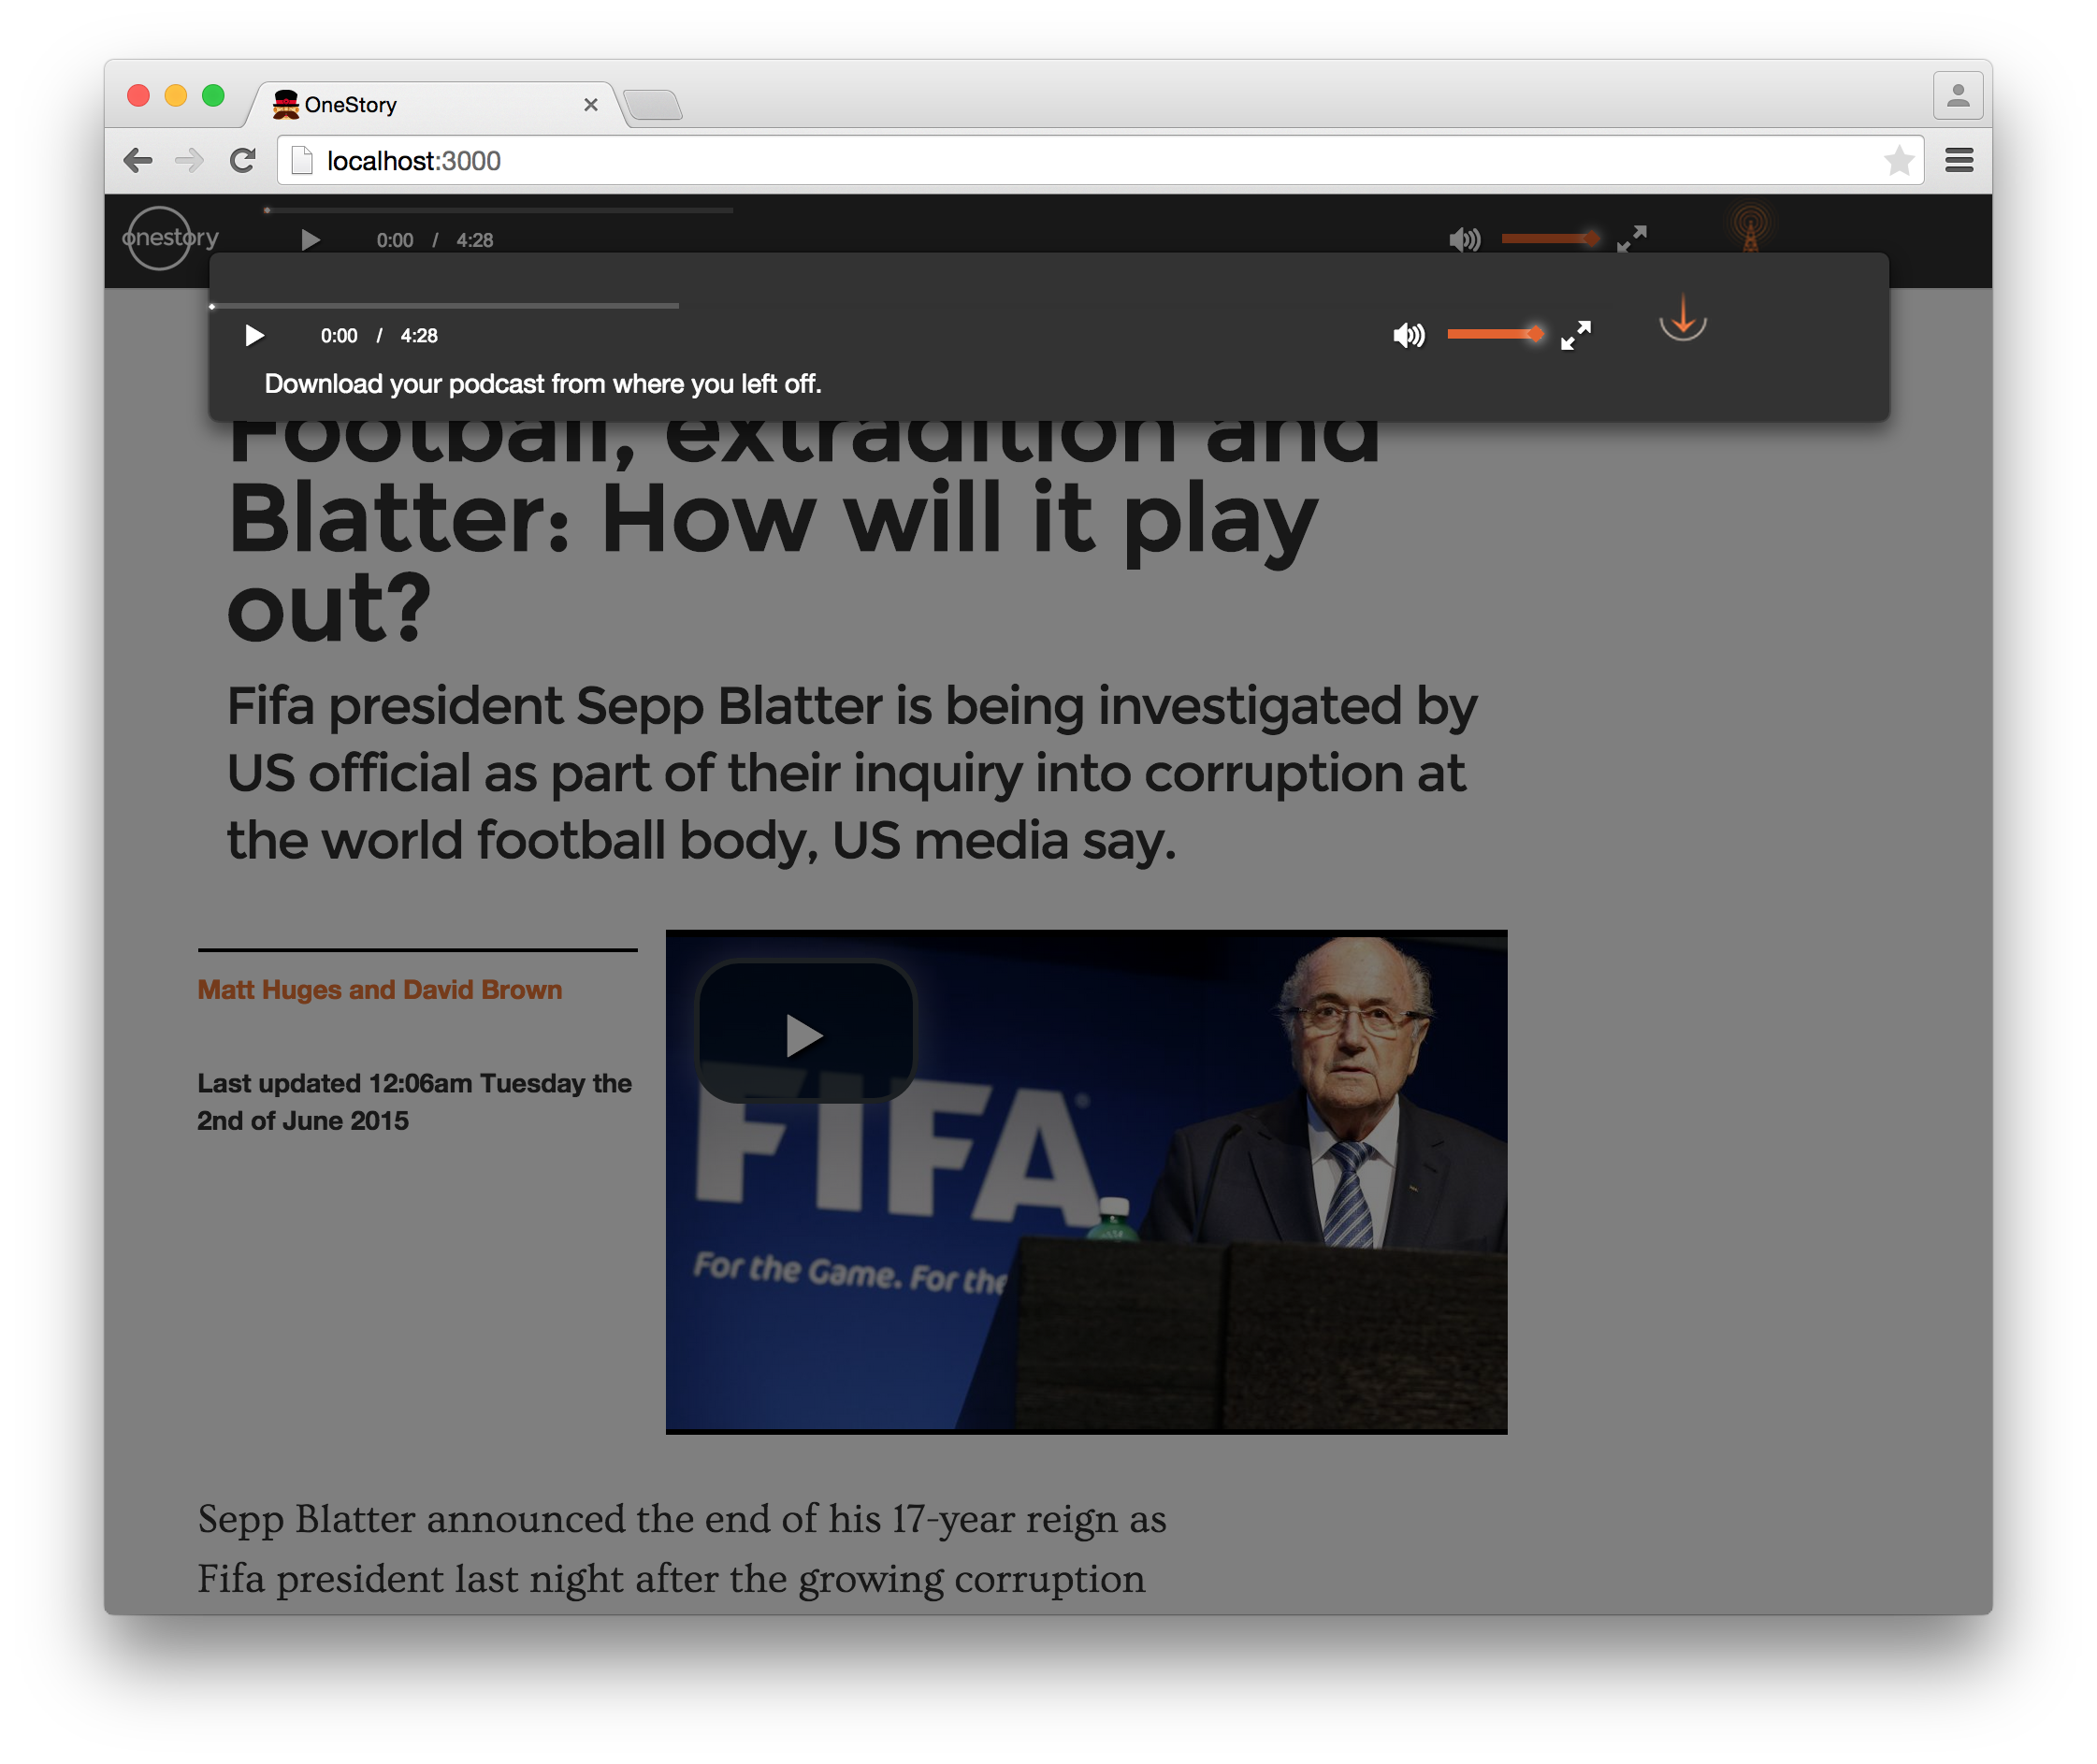 OneStory
localhost:3000
onestory
0:00 / 4:28
0:00 / 4:28
Download your podcast from where you left off.
Football, extradition and
Blatter: How will it play
out?
Fifa president Sepp Blatter is being investigated by
US official as part of their inquiry into corruption at
the world football body, US media say.
Matt Huges and David Brown
Last updated 12:06am Tuesday the
2nd of June 2015
FIFA®
For the Game. For the
Sepp Blatter announced the end of his 17-year reign as
Fifa president last night after the growing corruption